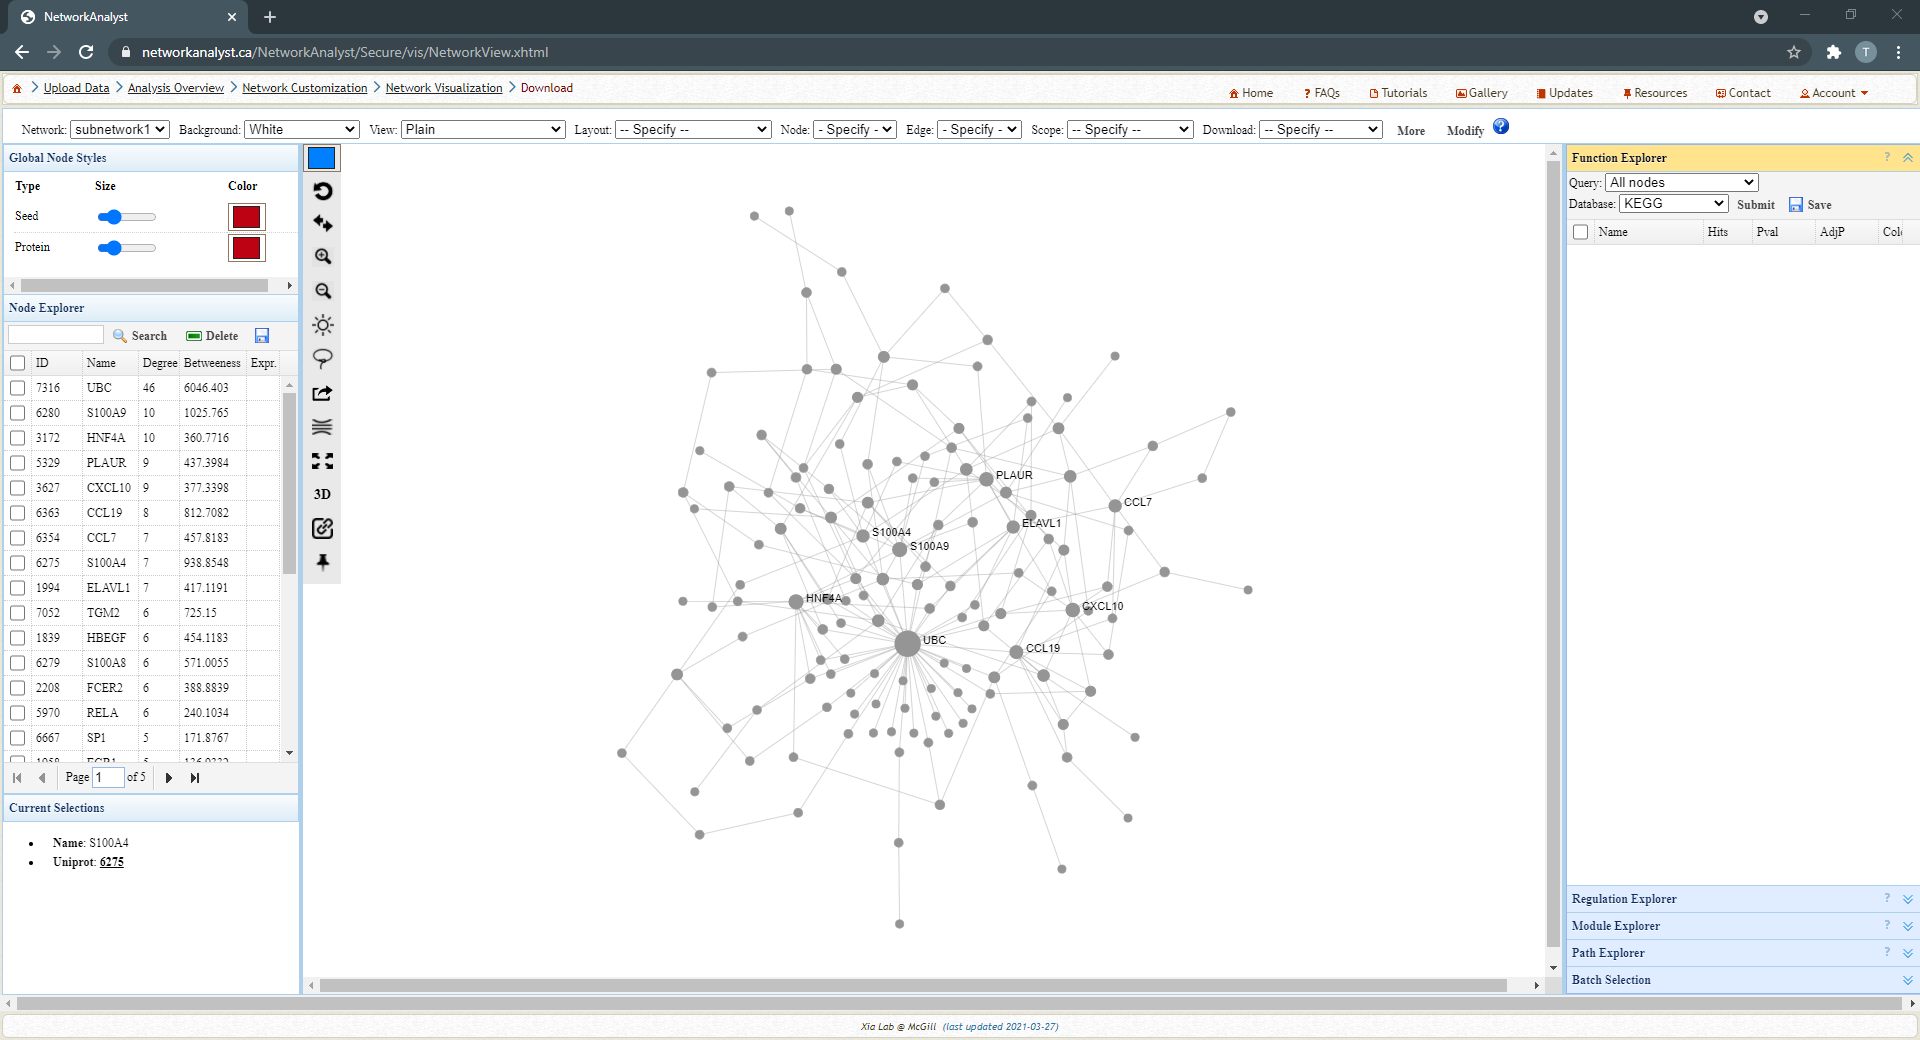 NetworkAnalyst
networkanalyst.ca/NetworkAnalyst/Secure/vis/NetworkView.xhtml
T
Upload Data
Analysis Overview
Network Customization
Network Visualization
Download
Home
? FAQs
Tutorials
Gallery
Updates
Resources
Contact
Account
Network: subnetwork1 Background: White View: Plain Layout: -- Specify -- Node: - Specify - Edge: - Specify - Scope: -- Specify -- Download: -- Specify -- More Modify ?
Global Node Styles
Type Size Color
Seed
Protein
Node Explorer
Search Delete
ID Name Degree Betweeness Expr.
7316 UBC 46 6046.403
6280 S100A9 10 1025.765
3172 HNF4A 10 360.7716
5329 PLAUR 9 437.3984
3627 CXCL10 9 377.3398
6363 CCL19 8 812.7082
6354 CCL7 7 457.8183
6275 S100A4 7 938.8548
1994 ELAVL1 7 417.1191
7052 TGM2 6 725.15
1839 HBEGF 6 454.1183
6279 S100A8 6 571.0055
2208 FCER2 6 388.8839
5970 RELA 6 240.1034
6667 SP1 5 171.8767
Page 1 of 5
Current Selections
Name: S100A4
Uniprot: 6275
3D
PLAUR
CCL7
ELAVL1
S100A4
S100A9
HNF4A
CXCL10
UBC
CCL19
Function Explorer ?
Query: All nodes
Database: KEGG Submit Save
Name Hits Pval AdjP
Regulation Explorer ?
Module Explorer ?
Path Explorer ?
Batch Selection
Xia Lab @ McGill (last updated 2021-03-27)